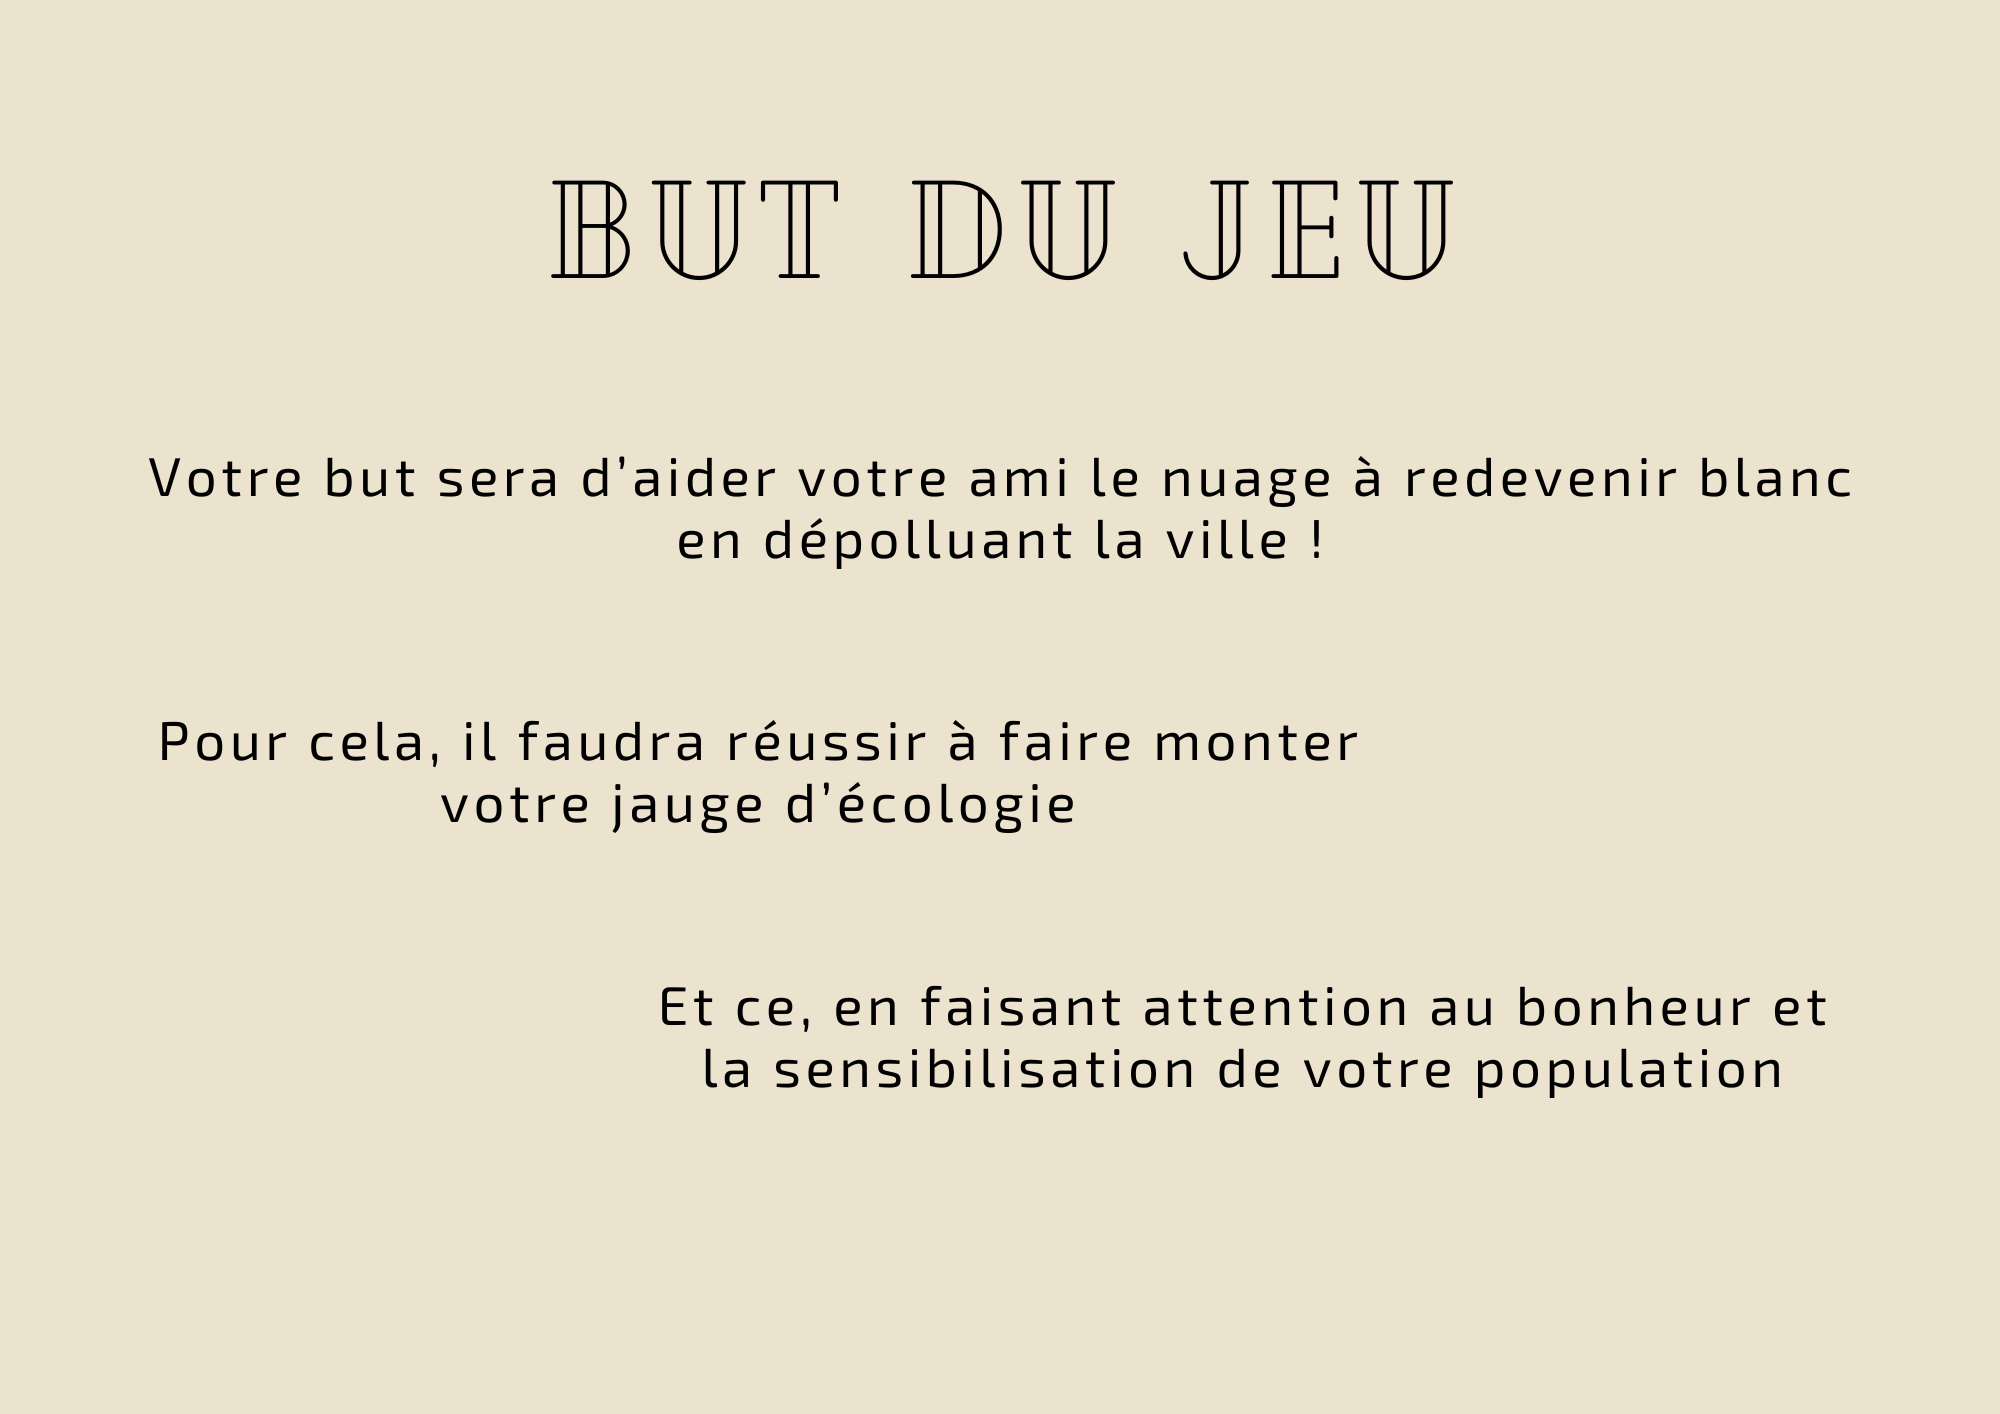 BUT DU JEU
Votre but sera d’aider votre ami le nuage à redevenir blanc
en dépolluant la ville !
Pour cela, il faudra réussir à faire monter
votre jauge d’écologie
Et ce, en faisant attention au bonheur et
la sensibilisation de votre population